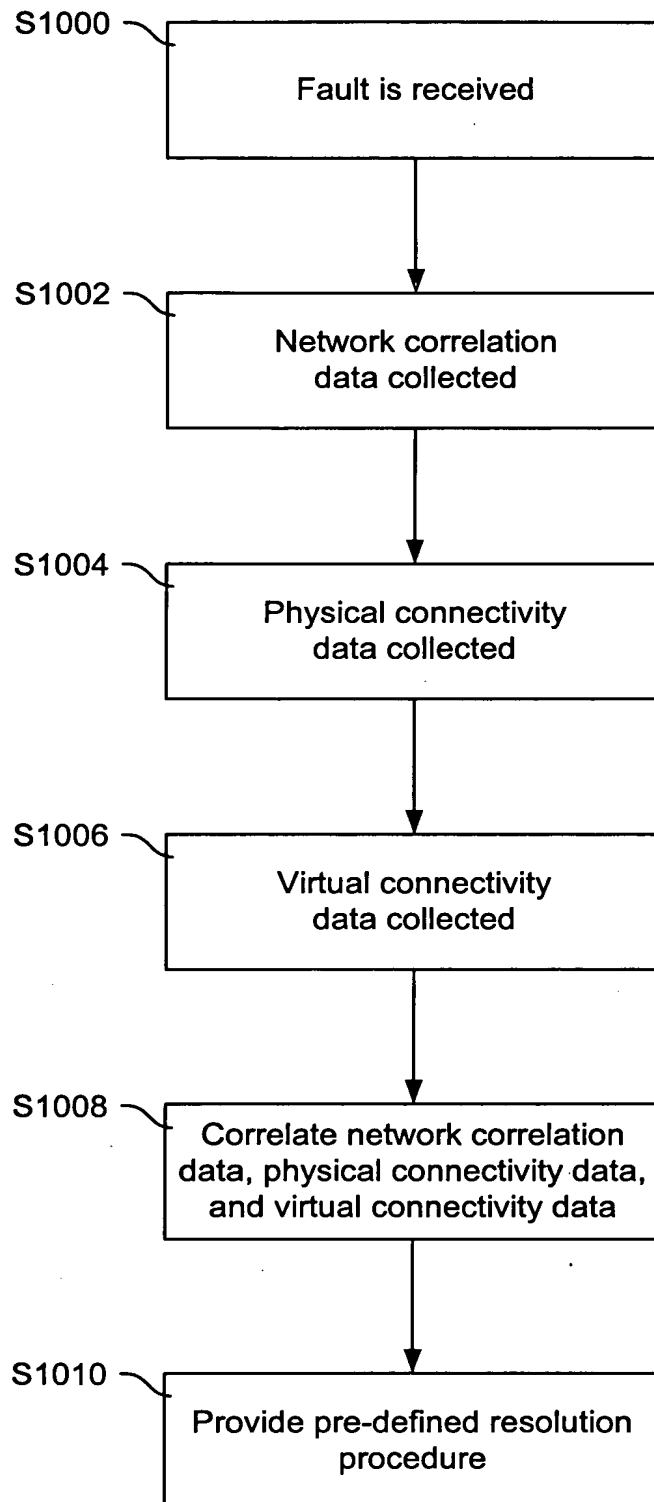 S1000
Fault is received
S1002
Network correlation
data collected
S1004
Physical connectivity
data collected
S1006
Virtual connectivity
data collected
S1008
Correlate network correlation
data, physical connectivity data,
and virtual connectivity data
S1010
Provide pre-defined resolution
procedure